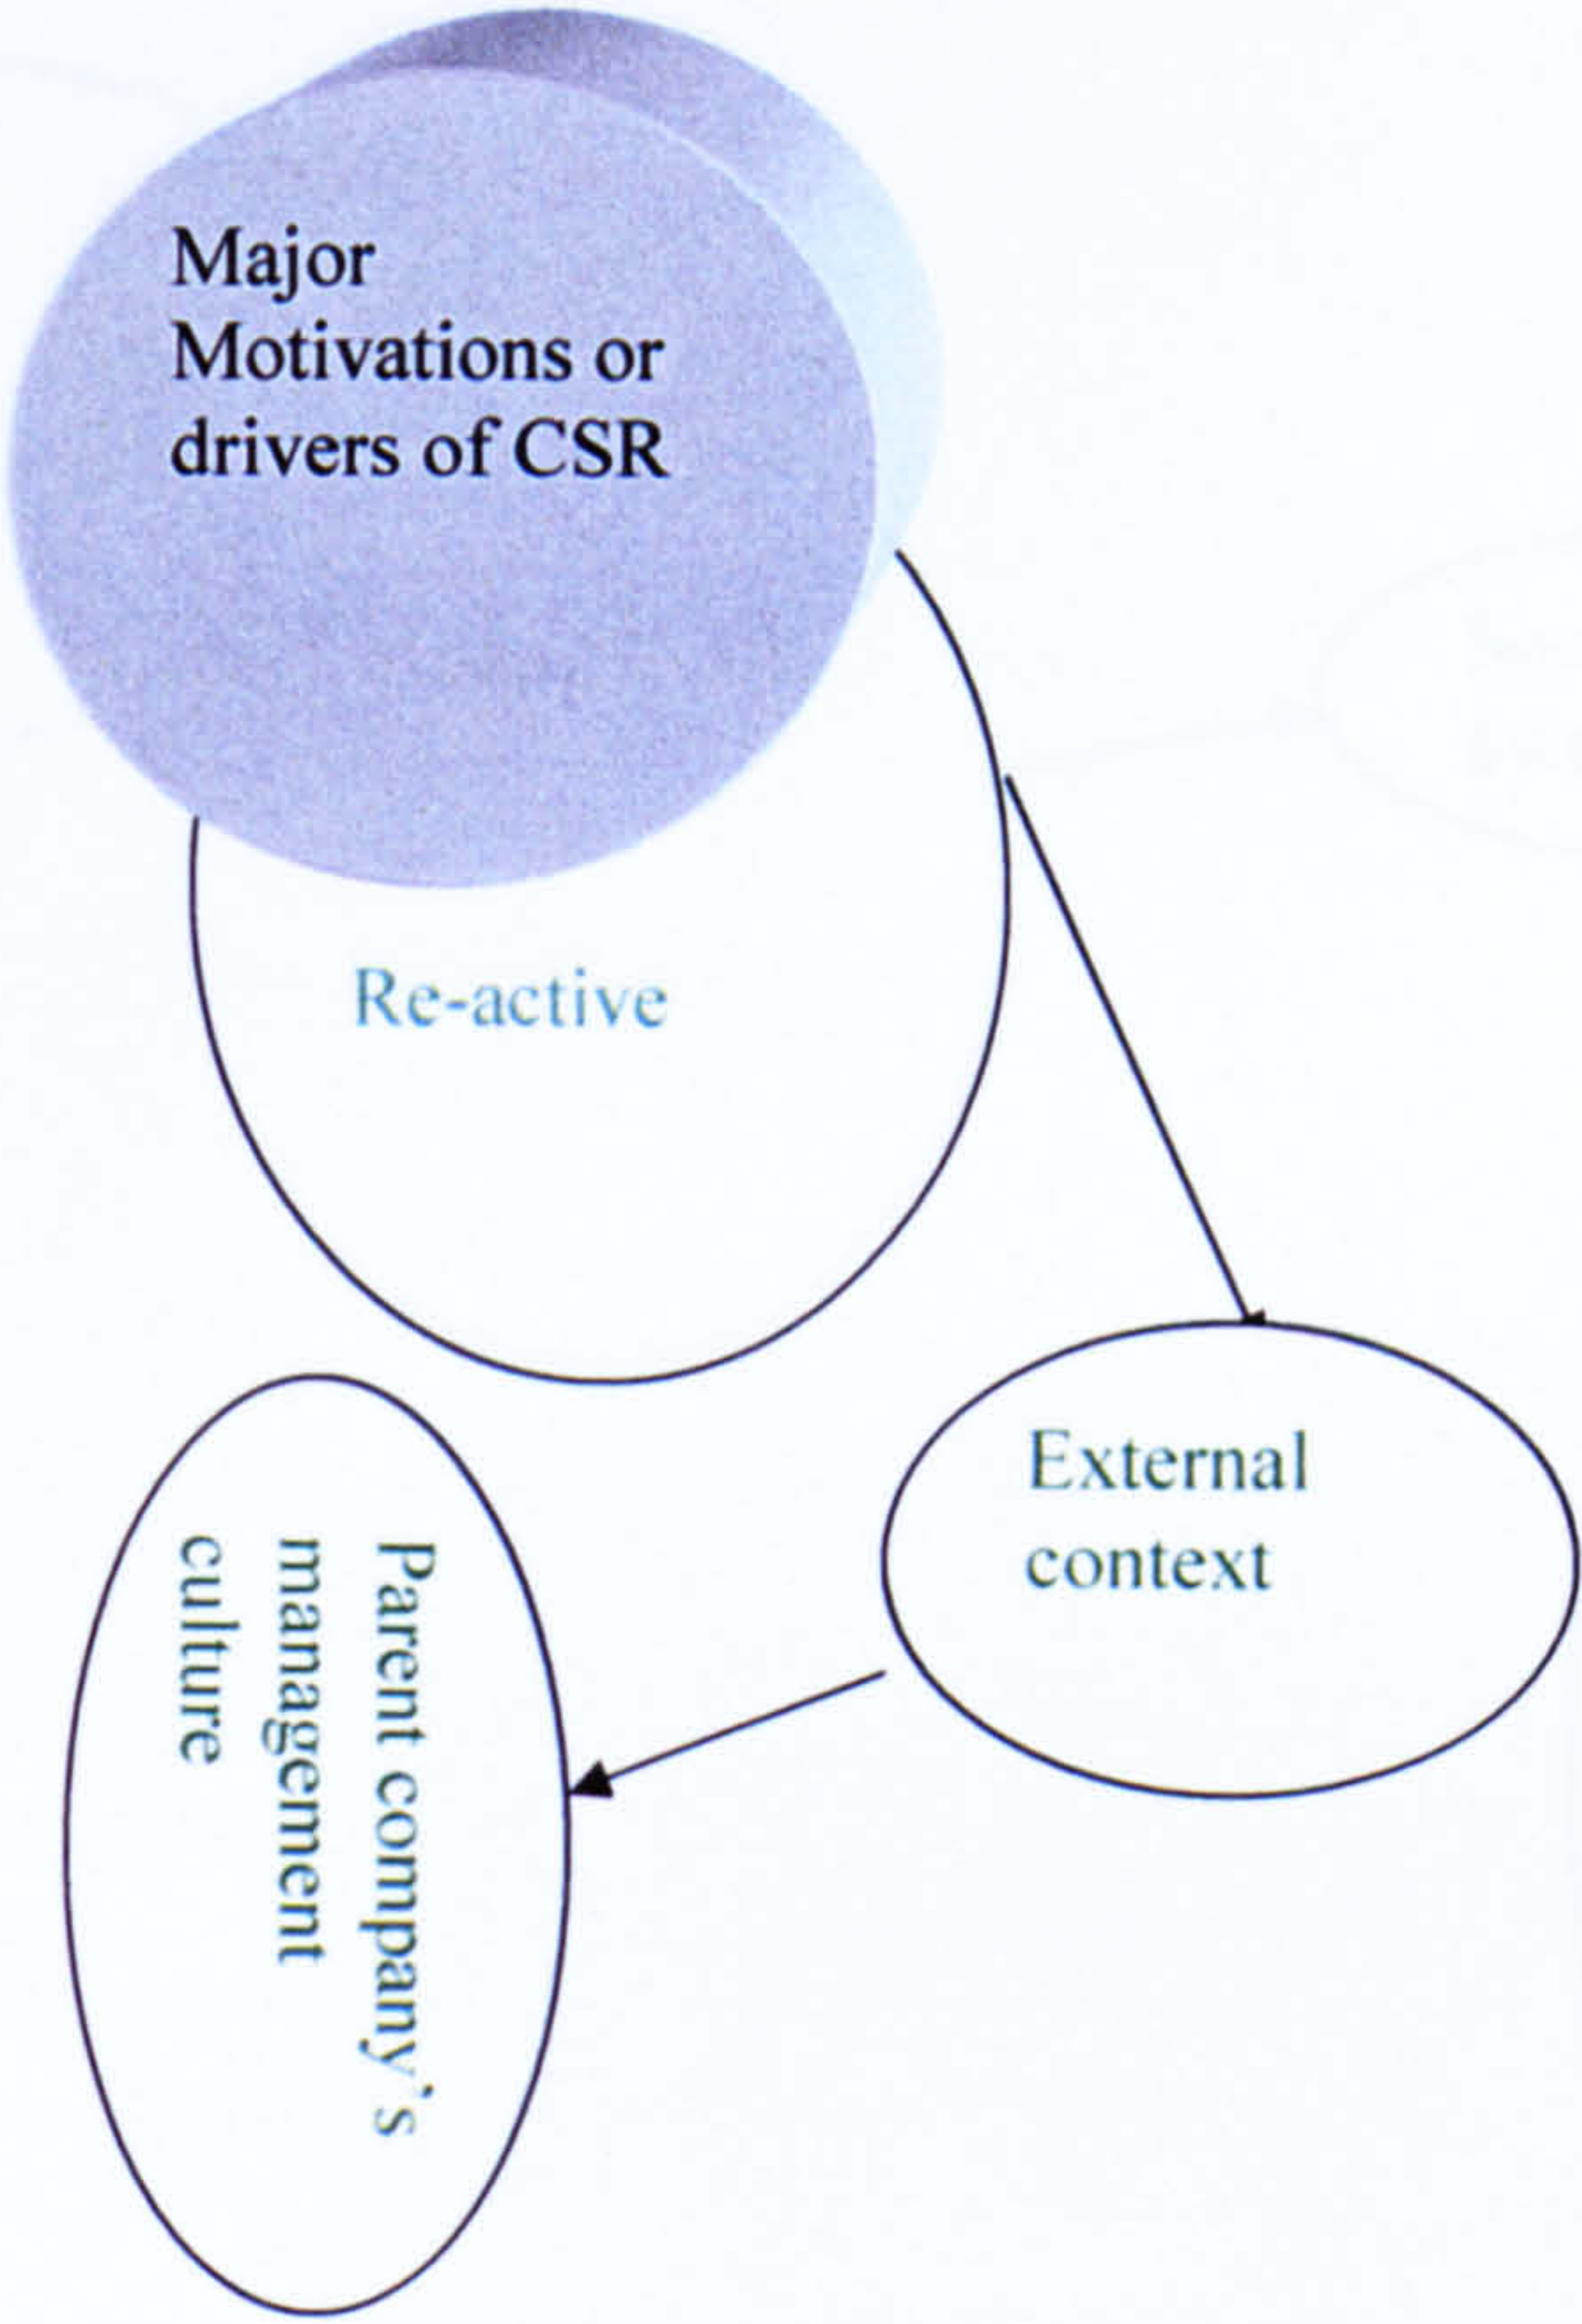 Major
Motivations or
drivers of CSR
Re-active
External
context
Parent company's
management
culture